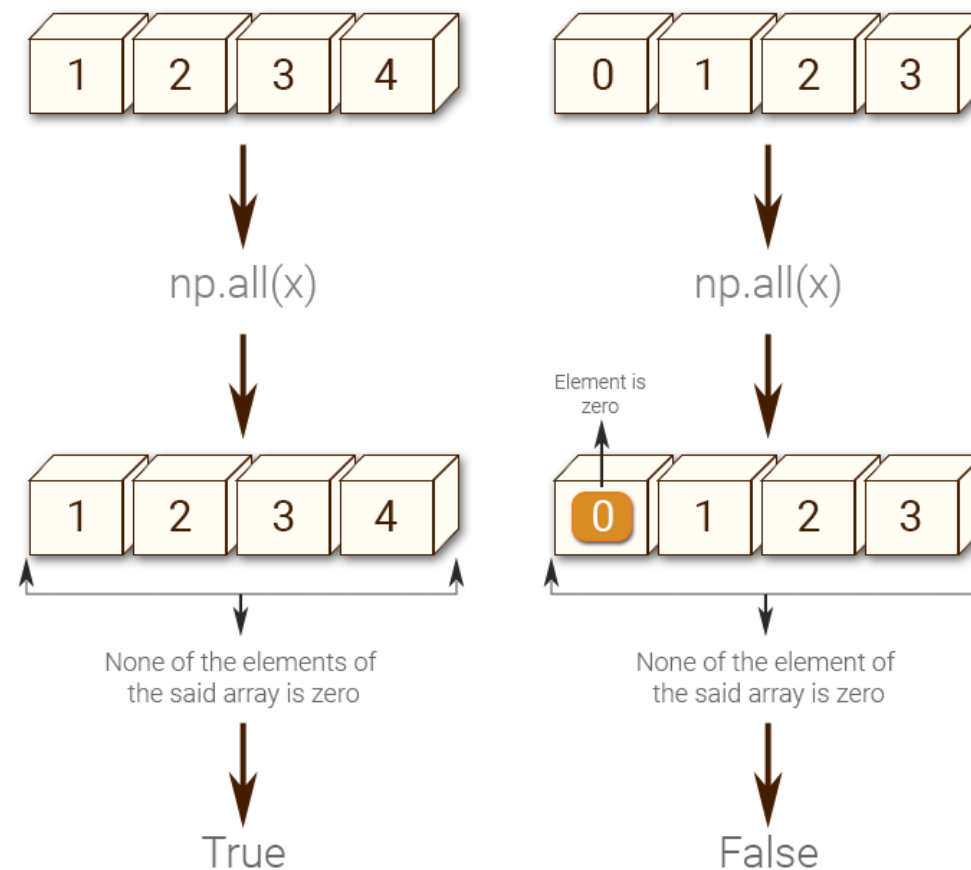 1 2 3 4
np.all(x)
1 2 3 4
None of the elements of
the said array is zero
True
0 1 2 3
np.all(x)
Element is
zero
0 1 2 3
None of the element of
the said array is zero
False